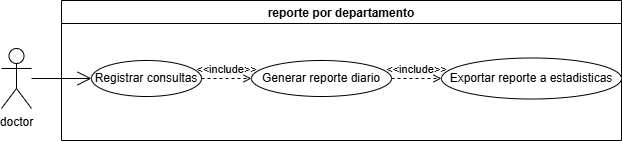 reporte por departamento
<<include>>
<<include>>
Registrar consultas
Generar reporte diario
Exportar reporte a estadisticas
doctor